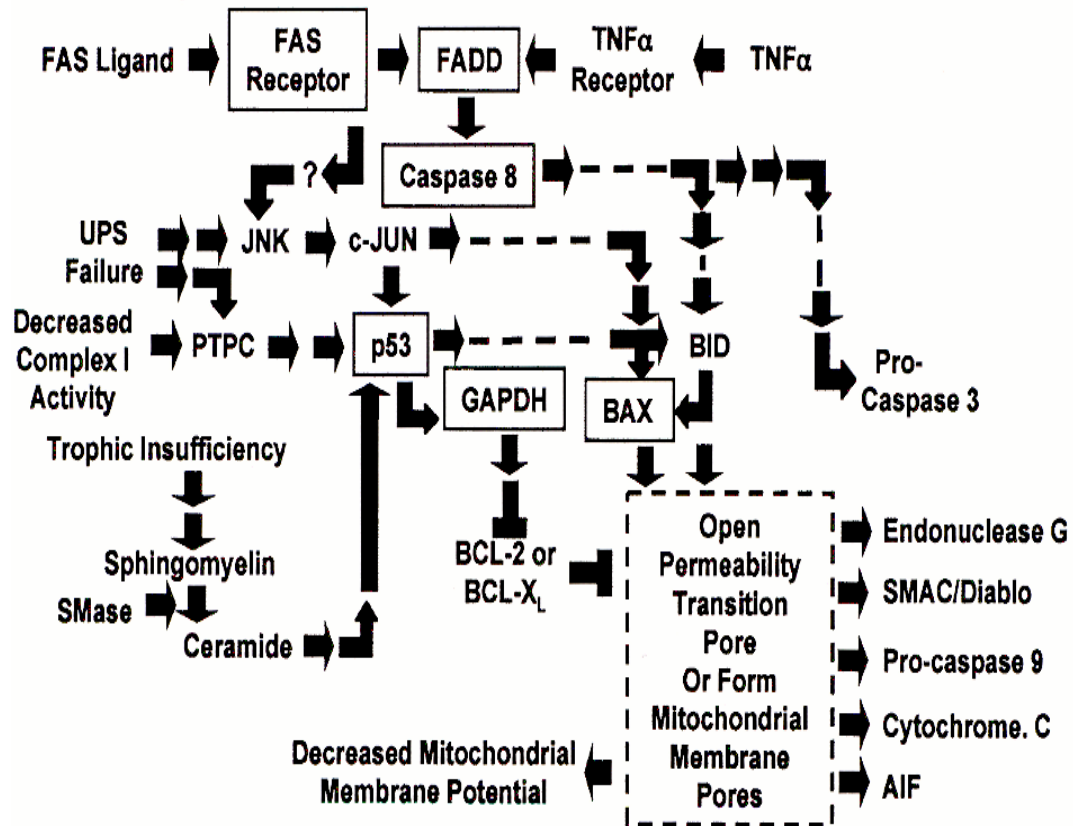 FAS Ligand
FAS
Receptor
FADD
TNFα
Receptor
TNFα
Caspase 8
?
UPS
Failure
JNK
c-JUN
Decreased
Complex I
Activity
PTPC
p53
BID
Pro-
Caspase 3
GAPDH
BAX
Trophic Insufficiency
Sphingomyelin
SMase
Ceramide
BCL-2 or
BCL-XL
Open
Permeability
Transition
Pore
Or Form
Mitochondrial
Membrane
Pores
Endonuclease G
SMAC/Diablo
Pro-caspase 9
Cytochrome. C
AIF
Decreased Mitochondrial
Membrane Potential